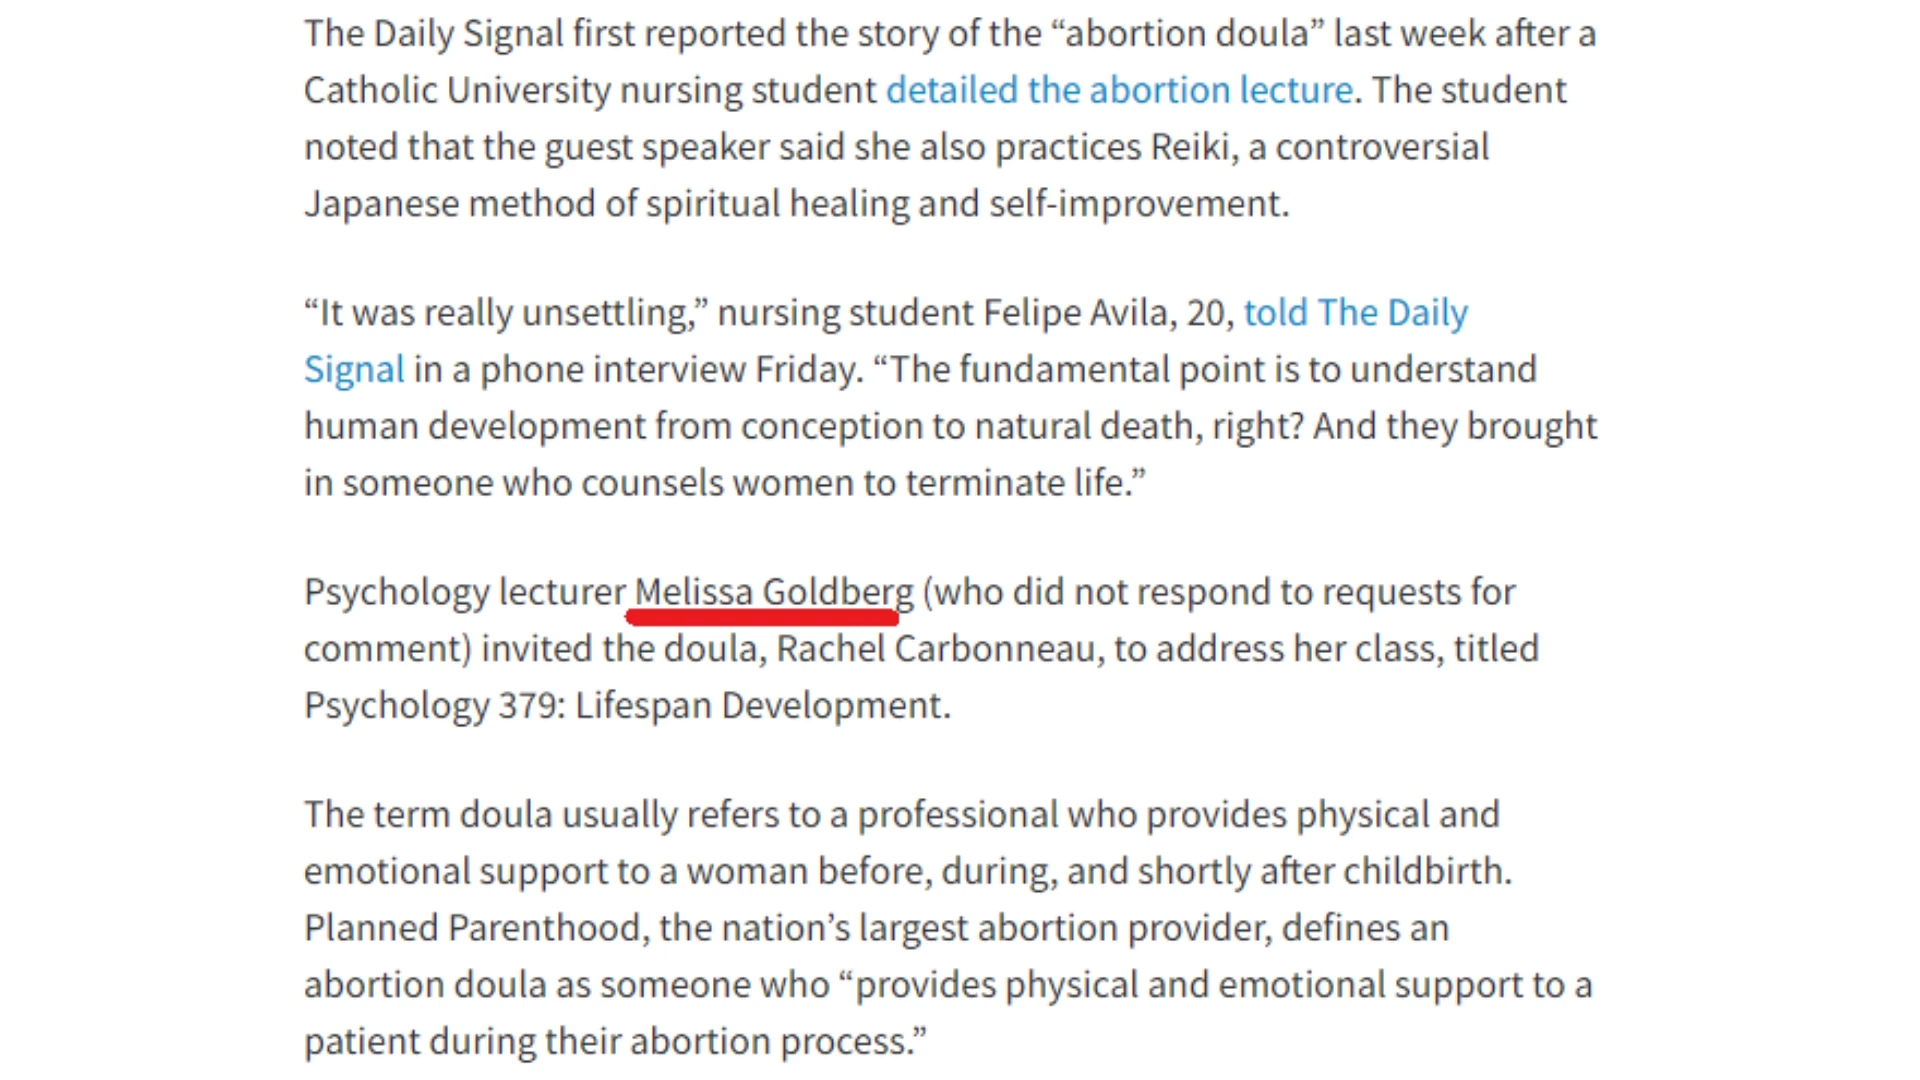 The Daily Signal first reported the story of the “abortion doula” last week after a
Catholic University nursing student detailed the abortion lecture. The student
noted that the guest speaker said she also practices Reiki, a controversial
Japanese method of spiritual healing and self-improvement.
“It was really unsettling,” nursing student Felipe Avila, 20, told The Daily
Signal in a phone interview Friday. “The fundamental point is to understand
human development from conception to natural death, right? And they brought
in someone who counsels women to terminate life.”
Psychology lecturer Melissa Goldberg (who did not respond to requests for
comment) invited the doula, Rachel Carbonneau, to address her class, titled
Psychology 379: Lifespan Development.
The term doula usually refers to a professional who provides physical and
emotional support to a woman before, during, and shortly after childbirth.
Planned Parenthood, the nation’s largest abortion provider, defines an
abortion doula as someone who “provides physical and emotional support to a
patient during their abortion process.”